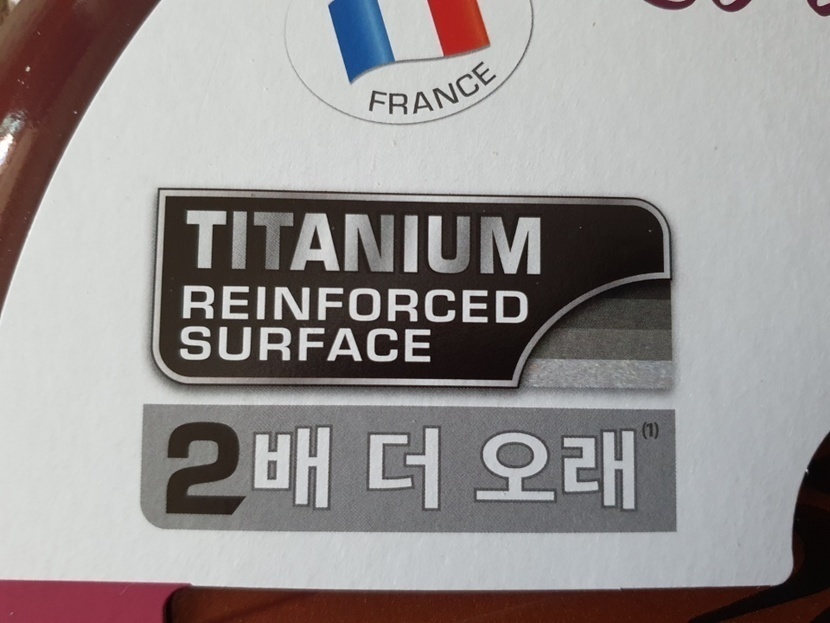 FRANCE
TITANIUM
REINFORCED
SURFACE
2배 더 오래(1)